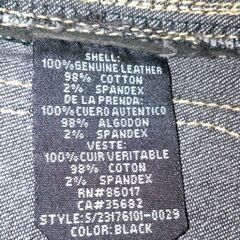 SHELL:
100%GENUINE LEATHER
98% COTTON
2% SPANDEX
DE LA PRENDA:
100%CUERO AUTENTICO
98% ALGODON
2% SPANDEX
VESTE:
100%CUIR VERITABLE
98% COTON
2% SPANDEX
RN#86017
CA#35682
STYLE:S/23176101-0029
COLOR:BLACK